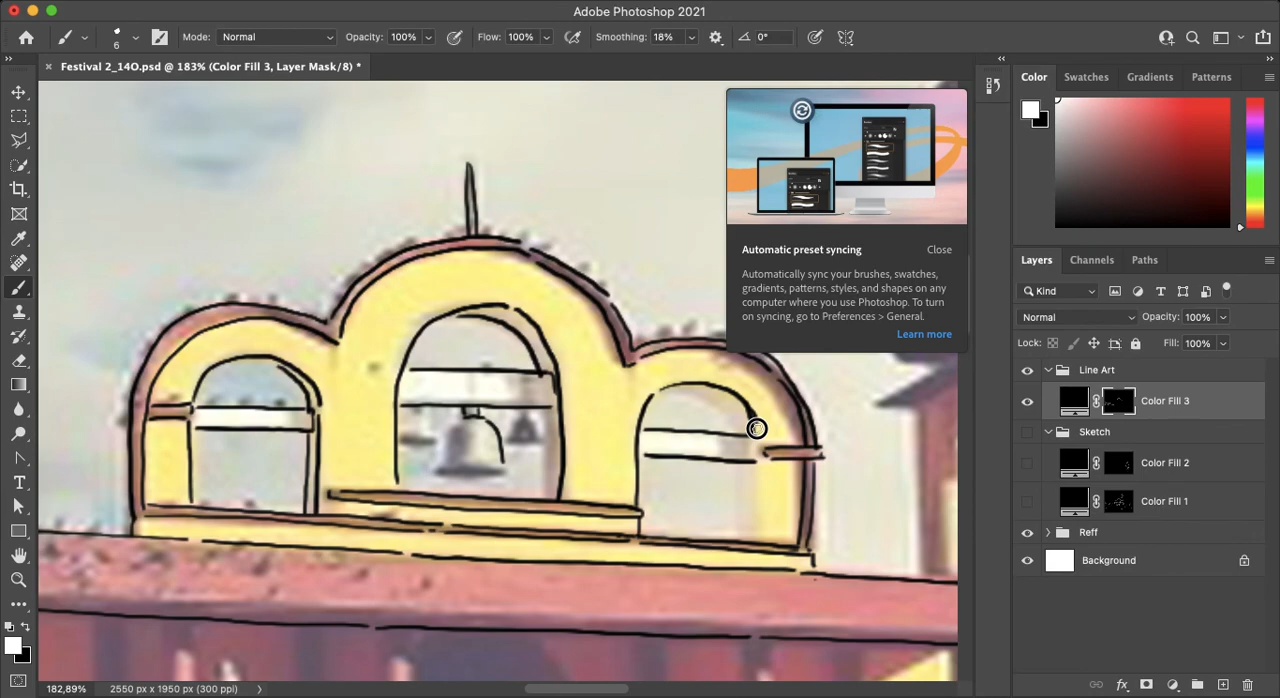 Adobe Photoshop 2021
6
Mode: Normal
Opacity: 100%
Flow: 100%
Smoothing: 18%
0°
Festival 2_14O.psd @ 183% (Color Fill 3, Layer Mask/8) *
Color
Swatches
Gradients
Patterns
Automatic preset syncing
Close
Automatically sync your brushes, swatches,
gradients, patterns, styles, and shapes on any
computer where you use Photoshop. To turn
on syncing, go to Preferences > General.
Learn more
Layers
Channels
Paths
Kind
Normal
Opacity: 100%
Lock:
Fill: 100%
Line Art
Color Fill 3
Sketch
Color Fill 2
Color Fill 1
Reff
Background
fx
182,89%
2550 px x 1950 px (300 ppi)